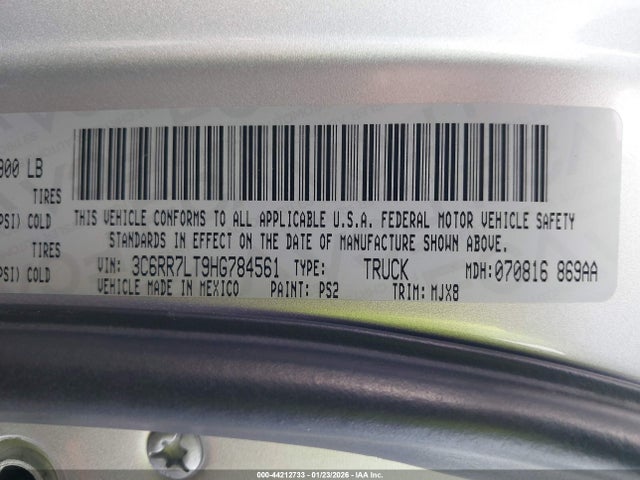 900 LB
TIRES
PSI) COLD
TIRES
PSI) COLD
THIS VEHICLE CONFORMS TO ALL APPLICABLE U.S.A. FEDERAL MOTOR VEHICLE SAFETY
STANDARDS IN EFFECT ON THE DATE OF MANUFACTURE SHOWN ABOVE.
VIN: 3C6RR7LT9HG784561 TYPE: TRUCK MDH: 070816 869AA
VEHICLE MADE IN MEXICO PAINT: PS2 TRIM: MJX8
000-44212733 - 01/23/2026 - IAA Corp.